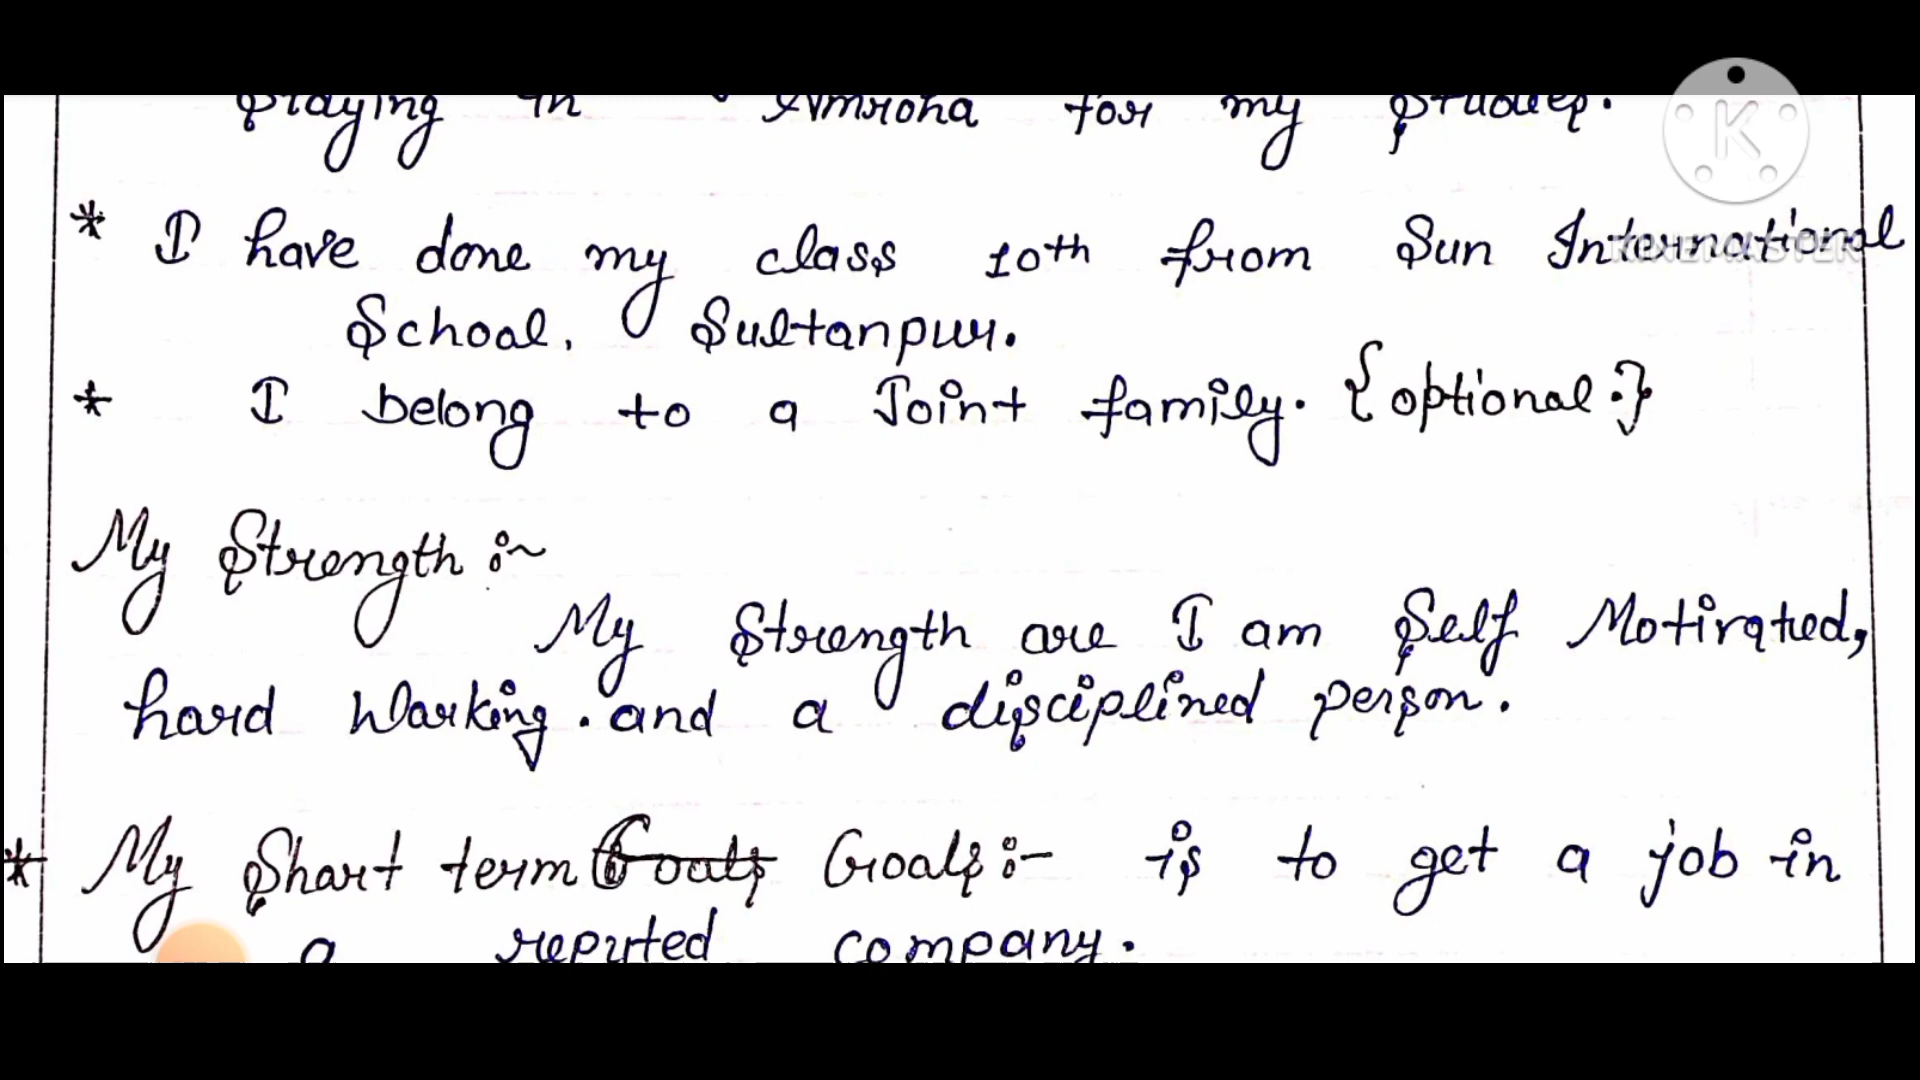 staying in Amroha for my studies.
* I have done my class 10th from Sun International
School, Sultanpur.
* I belong to a Joint family. {optional.}
My Strength :~
My Strength are I am Self Motivated,
hard Working. and a disciplined person.
* My Short term Goals Goals :- is to get a job in
a reputed company.
K
KINEMASTER